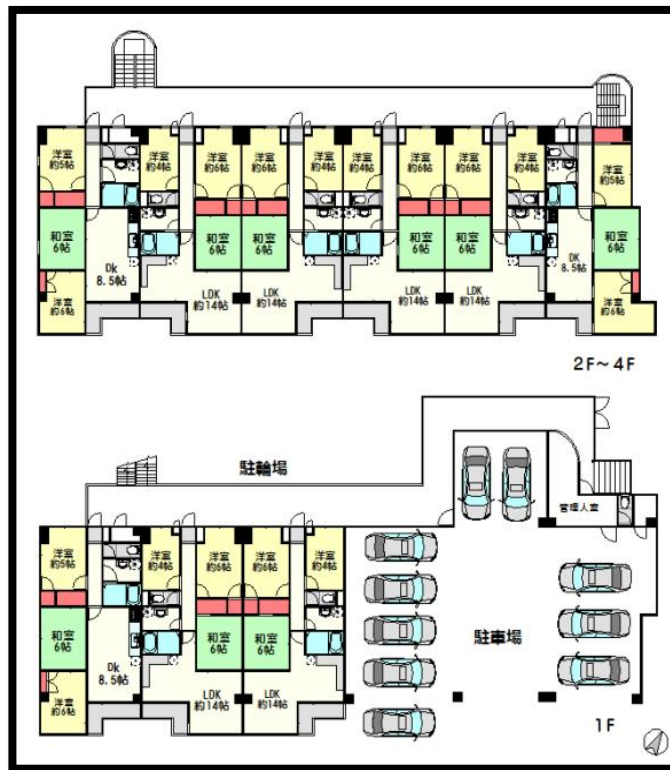 洋室
約5帖
洋室
約4帖
洋室
約6帖
洋室
約6帖
洋室
約4帖
洋室
約4帖
洋室
約6帖
洋室
約6帖
洋室
約4帖
洋室
約5帖
和室
6帖
和室
6帖
和室
6帖
和室
6帖
和室
6帖
和室
6帖
Dk
8.5帖
DK
8.5帖
洋室
約6帖
LDK
約14帖
LDK
約14帖
LDK
約14帖
LDK
約14帖
洋室
約6帖
2F～4F
駐輪場
管理人室
洋室
約5帖
洋室
約4帖
洋室
約6帖
洋室
約6帖
洋室
約4帖
和室
6帖
和室
6帖
和室
6帖
駐車場
Dk
8.5帖
洋室
約6帖
LDK
約14帖
LDK
約14帖
1F